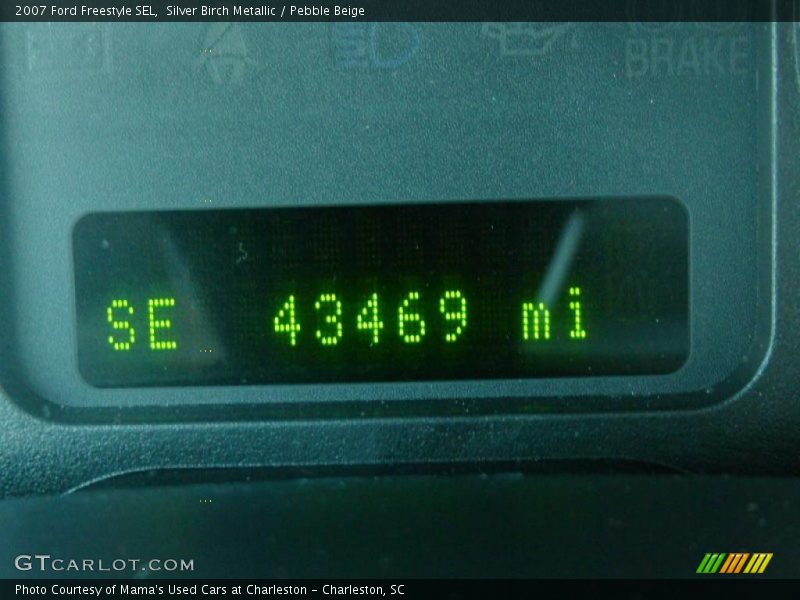 2007 Ford Freestyle SEL,  Silver Birch Metallic / Pebble Beige
BRAKE
SE 43469 mi
GTCARLOT.COM
Photo Courtesy of Mama's Used Cars at Charleston - Charleston, SC